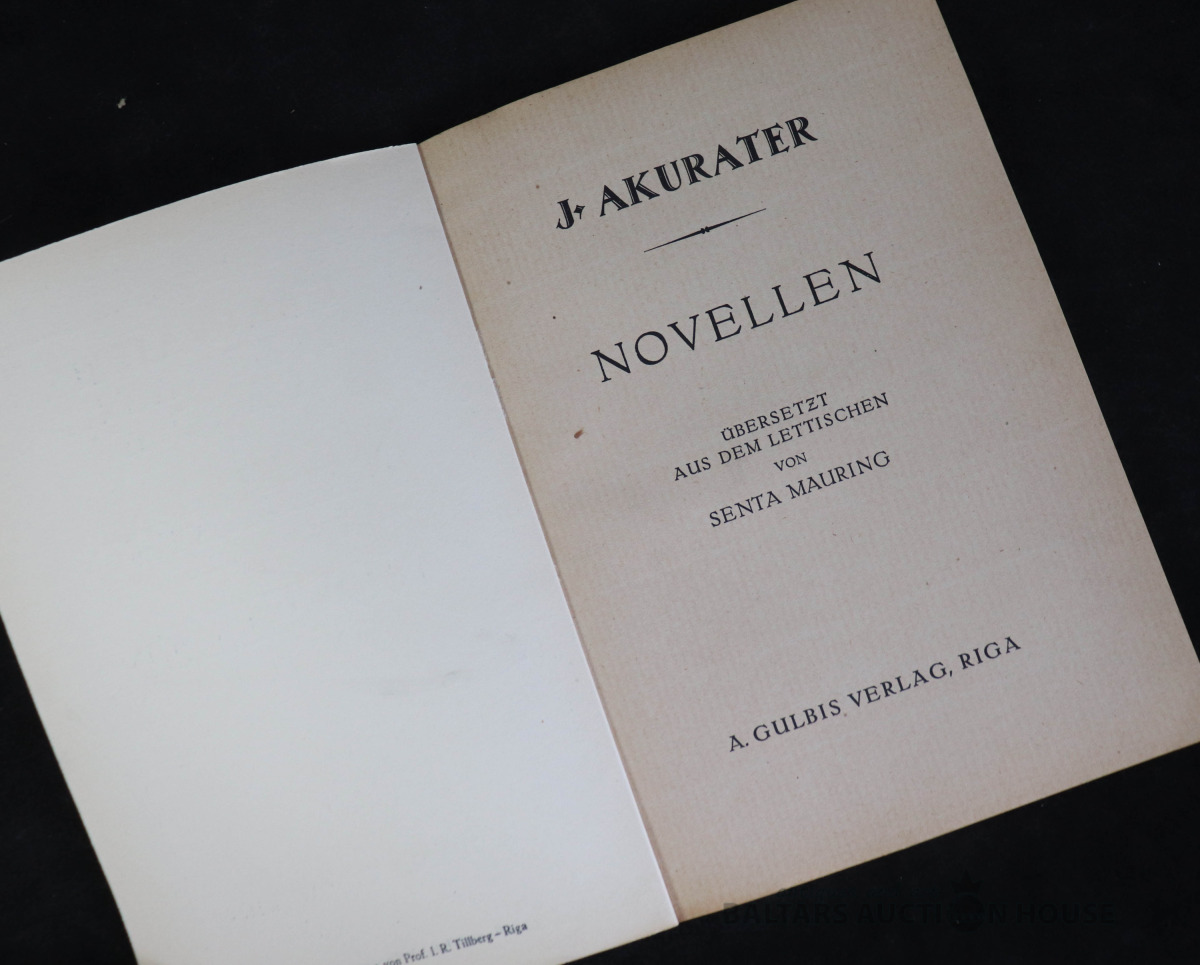 J. AKURATER
NOVELLEN
ÜBERSETZT
AUS DEM LETTISCHEN
VON
SENTA MAURING
A. GULBIS VERLAG, RIGA
von Prof. I. R. Tillberg – Riga
BALTARS AUCTION HOUSE